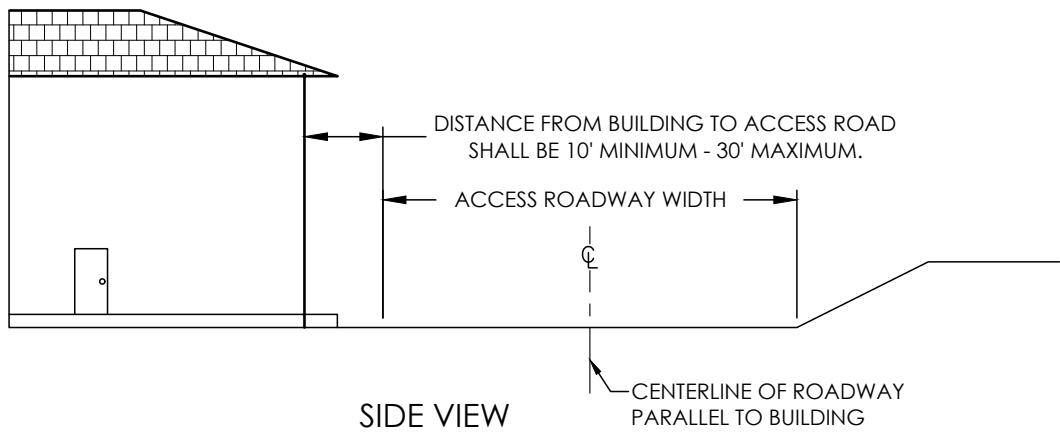 DISTANCE FROM BUILDING TO ACCESS ROAD
SHALL BE 10' MINIMUM - 30' MAXIMUM.
ACCESS ROADWAY WIDTH
℄
CENTERLINE OF ROADWAY
PARALLEL TO BUILDING
SIDE VIEW